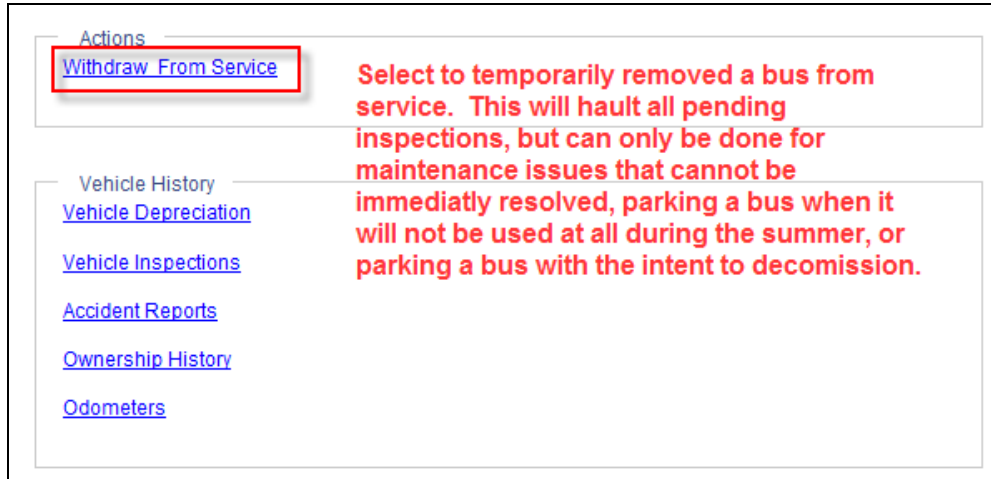 Actions
Withdraw From Service
Select to temporarily removed a bus from
service. This will hault all pending
inspections, but can only be done for
maintenance issues that cannot be
immediatly resolved, parking a bus when it
will not be used at all during the summer, or
parking a bus with the intent to decomission.
Vehicle History
Vehicle Depreciation
Vehicle Inspections
Accident Reports
Ownership History
Odometers